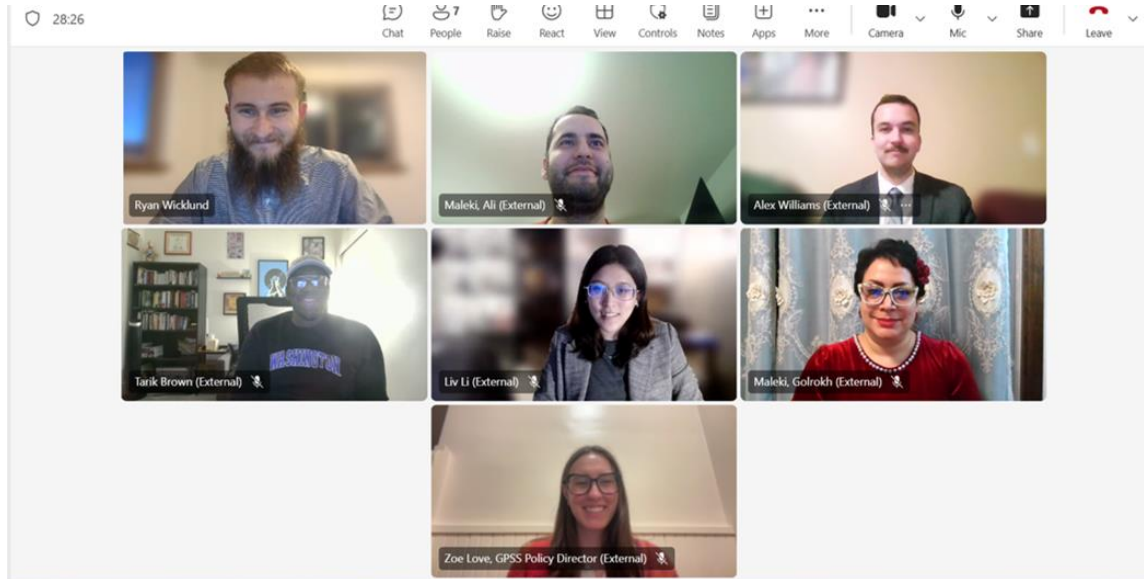 28:26
7
Chat People Raise React View Controls Notes Apps More Camera Mic Share Leave
Ryan Wicklund
Maleki, Ali (External)
Alex Williams (External)
WASHINGTON
Tarik Brown (External)
Liv Li (External)
Maleki, Golrokh (External)
Zoe Love, GPSS Policy Director (External)